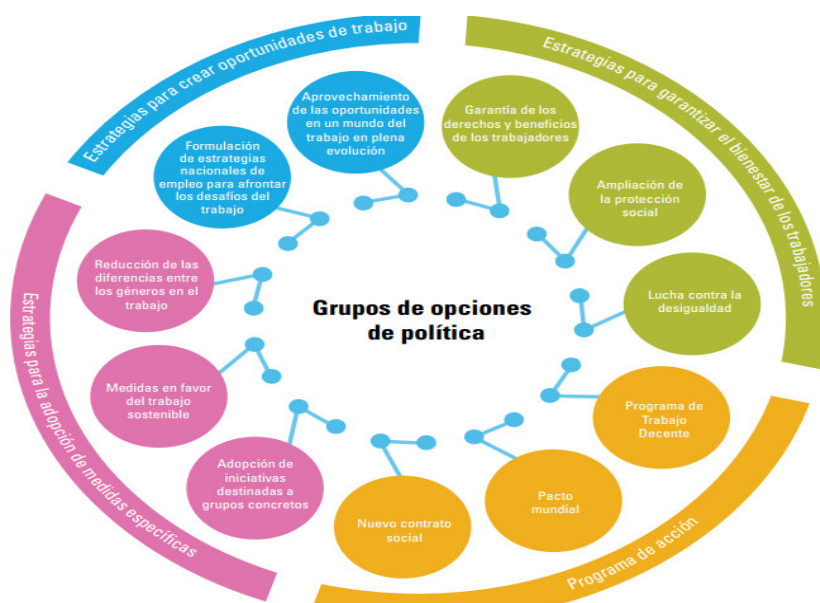 Estrategias para crear oportunidades de trabajo
Aprovechamiento
de las oportunidades
en un mundo del
trabajo en plena
evolución
Formulación
de estrategias
nacionales de
empleo para afrontar
los desafíos del
trabajo
Estrategias para garantizar el bienestar de los trabajadores
Garantía de los
derechos y beneficios
de los trabajadores
Ampliación de
la protección
social
Lucha contra la
desigualdad
Grupos de opciones
de política
Estrategias para la adopción de medidas específicas
Reducción de las
diferencias entre
los géneros en el
trabajo
Medidas en favor
del trabajo
sostenible
Adopción de
iniciativas
destinadas a
grupos concretos
Programa de acción
Programa de
Trabajo
Decente
Pacto
mundial
Nuevo contrato
social